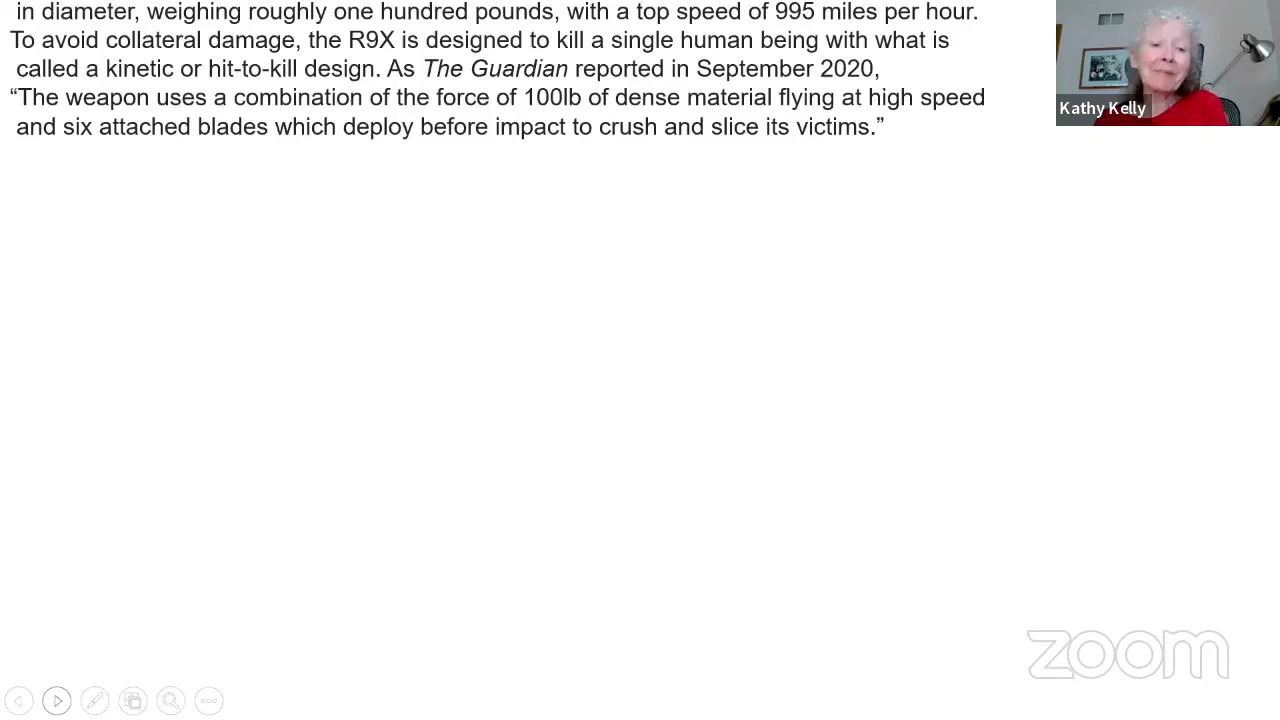 in diameter, weighing roughly one hundred pounds, with a top speed of 995 miles per hour.
To avoid collateral damage, the R9X is designed to kill a single human being with what is
called a kinetic or hit-to-kill design. As The Guardian reported in September 2020,
“The weapon uses a combination of the force of 100lb of dense material flying at high speed
and six attached blades which deploy before impact to crush and slice its victims.”
Kathy Kelly
zoom